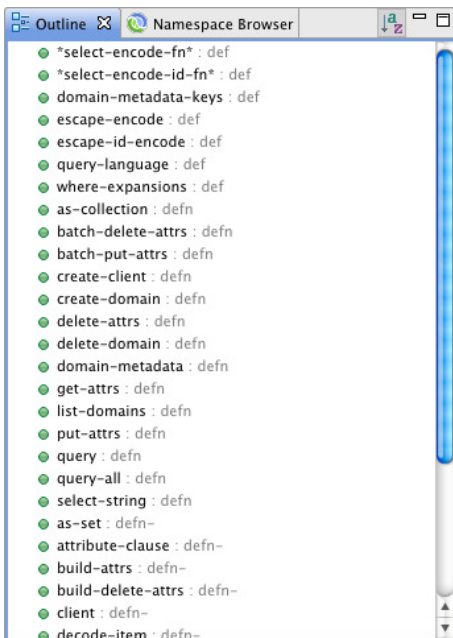 Outline Namespace Browser
*select-encode-fn* : def
*select-encode-id-fn* : def
domain-metadata-keys : def
escape-encode : def
escape-id-encode : def
query-language : def
where-expansions : def
as-collection : defn
batch-delete-attrs : defn
batch-put-attrs : defn
create-client : defn
create-domain : defn
delete-attrs : defn
delete-domain : defn
domain-metadata : defn
get-attrs : defn
list-domains : defn
put-attrs : defn
query : defn
query-all : defn
select-string : defn
as-set : defn-
attribute-clause : defn-
build-attrs : defn-
build-delete-attrs : defn-
client : defn-
decode-item : defn-